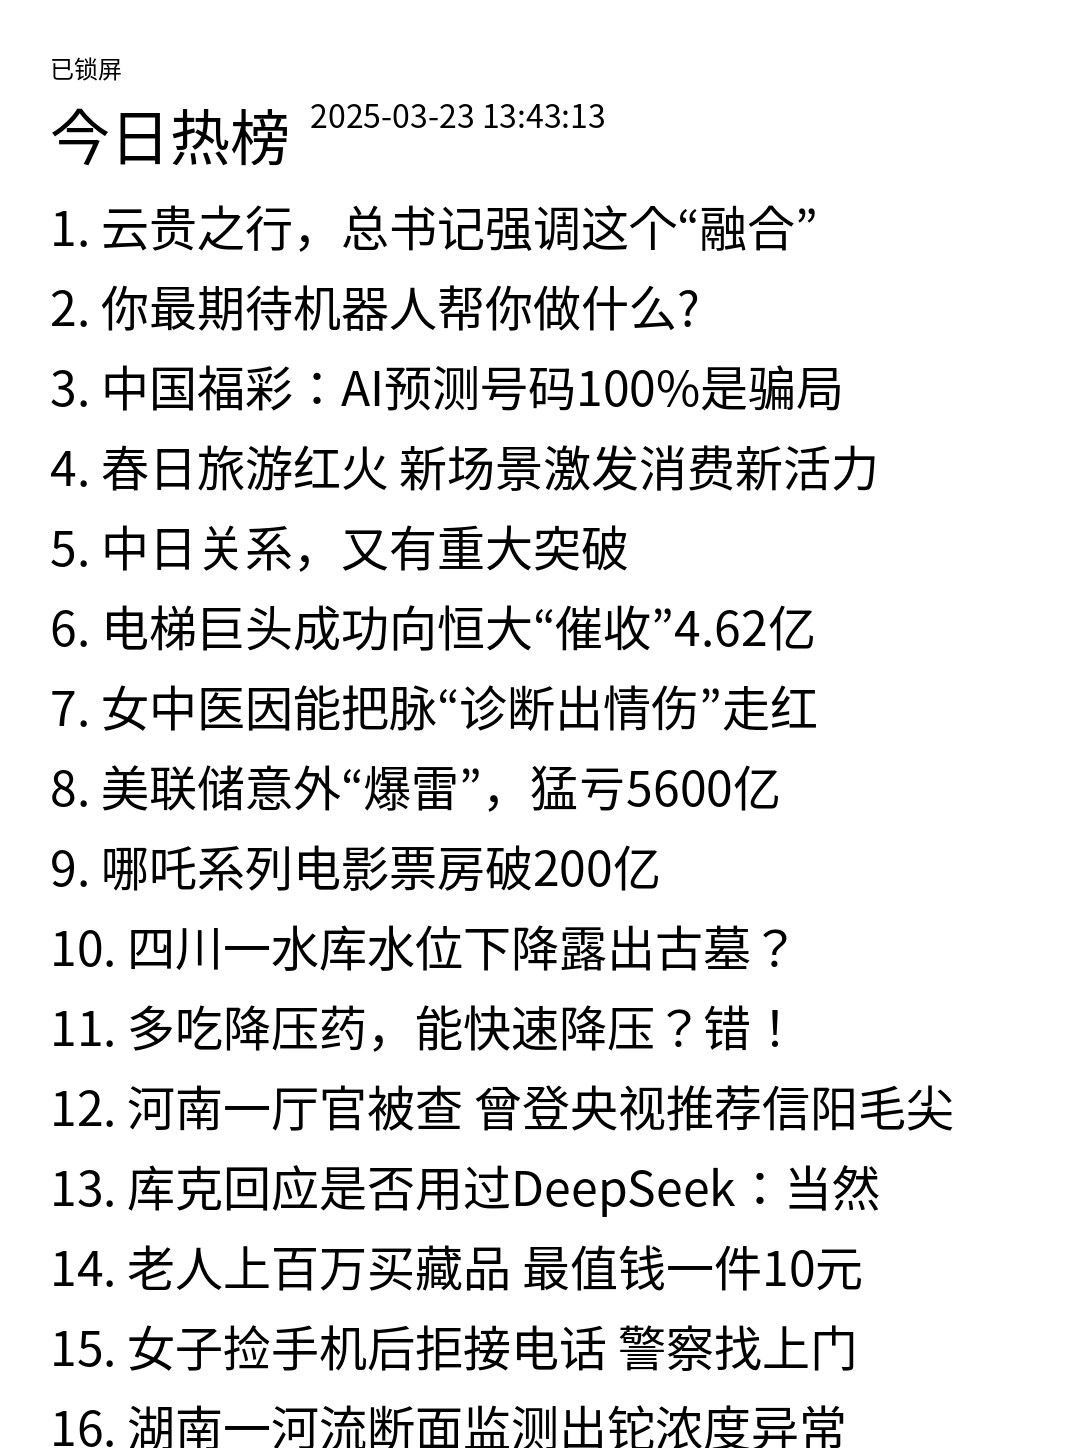 已锁屏
今日热榜 2025-03-23 13:43:13
1. 云贵之行，总书记强调这个“融合”
2. 你最期待机器人帮你做什么?
3. 中国福彩：AI预测号码100%是骗局
4. 春日旅游红火 新场景激发消费新活力
5. 中日关系，又有重大突破
6. 电梯巨头成功向恒大“催收”4.62亿
7. 女中医因能把脉“诊断出情伤”走红
8. 美联储意外“爆雷”，猛亏5600亿
9. 哪吒系列电影票房破200亿
10. 四川一水库水位下降露出古墓？
11. 多吃降压药，能快速降压？错！
12. 河南一厅官被查 曾登央视推荐信阳毛尖
13. 库克回应是否用过DeepSeek：当然
14. 老人上百万买藏品 最值钱一件10元
15. 女子捡手机后拒接电话 警察找上门
16. 湖南一河流断面监测出铊浓度异常